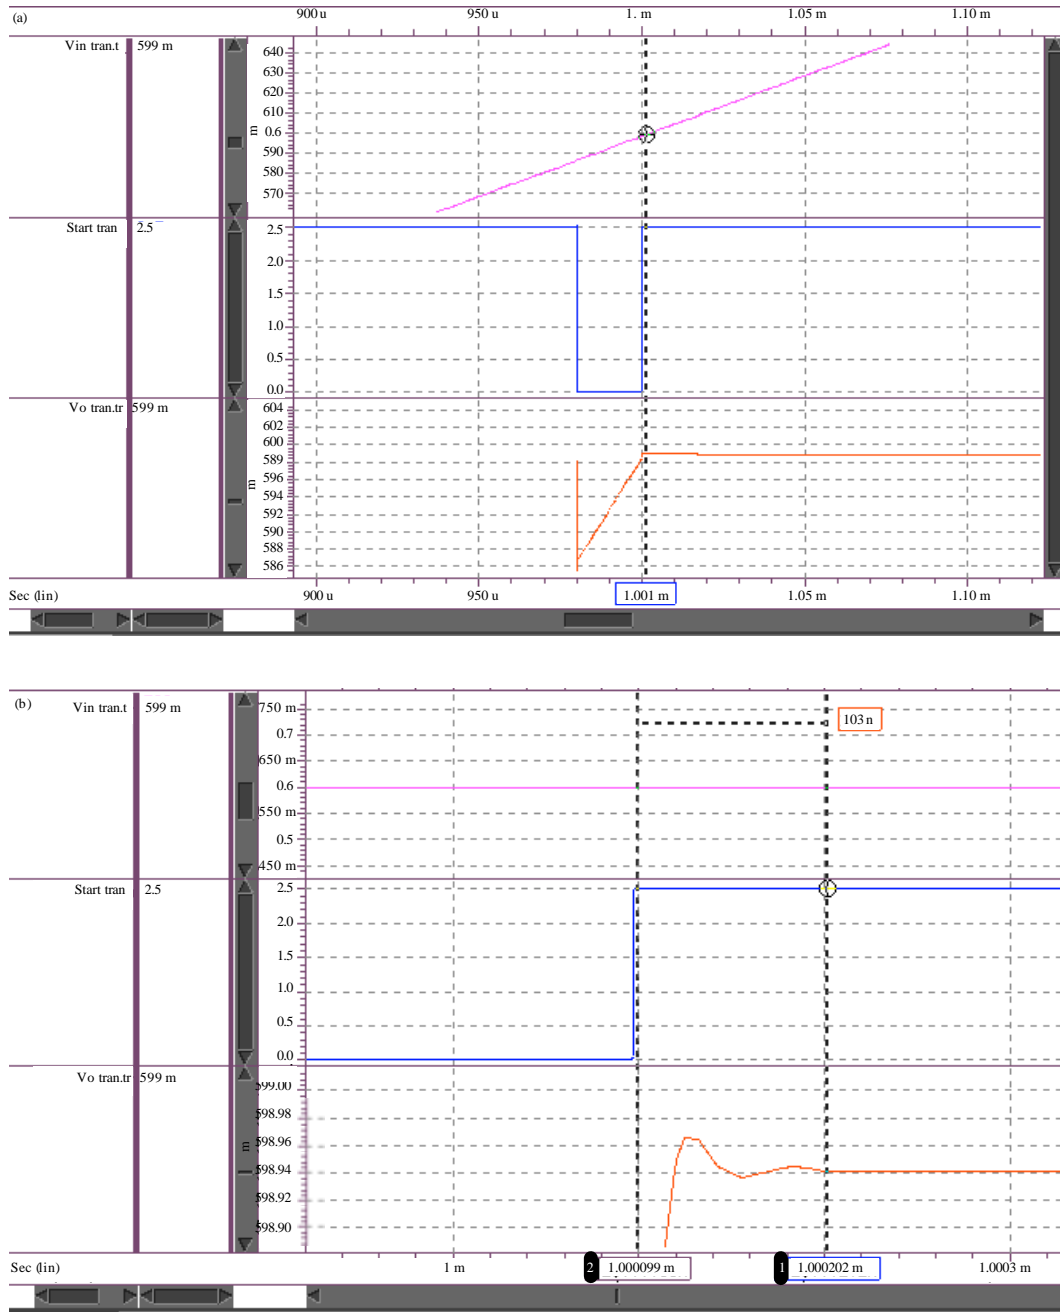 (a)
900 u 950 u 1. m 1.05 m 1.10 m
Vin tran.t 599 m
640
630
620
610
0.6
590
580
570
m
Start tran 2.5
2.5
2.0
1.5
1.0
0.5
0.0
Vo tran.tr 599 m
604
602
600
589
596
594
592
590
588
586
m
Sec (lin) 900 u 950 u 1.001 m 1.05 m 1.10 m
(b)
Vin tran.t 599 m
750 m
0.7
650 m
0.6
550 m
0.5
450 m
103 n
Start tran 2.5
2.5
2.0
1.5
1.0
0.5
0.0
Vo tran.tr 599 m
599.00
598.98
598.96
598.94
598.92
598.90
m
Sec (lin) 1 m 2 1.000099 m 1 1.000202 m 1.0003 m